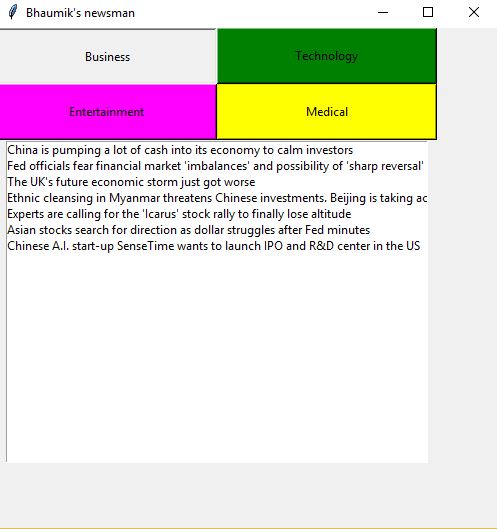 Bhaumik's newsman
Business
Technology
Entertainment
Medical
China is pumping a lot of cash into its economy to calm investors
Fed officials fear financial market 'imbalances' and possibility of 'sharp reversal'
The UK's future economic storm just got worse
Ethnic cleansing in Myanmar threatens Chinese investments. Beijing is taking ac
Experts are calling for the 'Icarus' stock rally to finally lose altitude
Asian stocks search for direction as dollar struggles after Fed minutes
Chinese A.I. start-up SenseTime wants to launch IPO and R&D center in the US